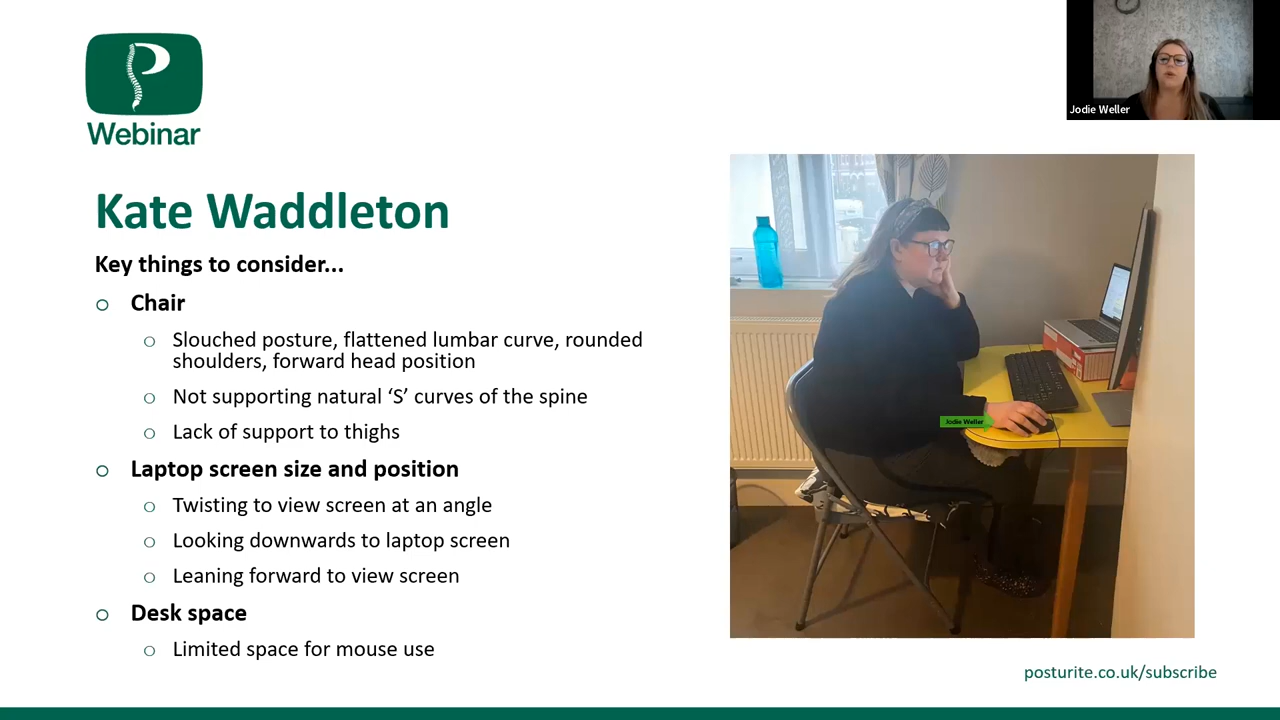 Jodie Weller
Webinar
Kate Waddleton
Key things to consider...
o Chair
o Slouched posture, flattened lumbar curve, rounded
shoulders, forward head position
o Not supporting natural ‘S’ curves of the spine
o Lack of support to thighs
o Laptop screen size and position
o Twisting to view screen at an angle
o Looking downwards to laptop screen
o Leaning forward to view screen
o Desk space
o Limited space for mouse use
Jodie Weller
posturite.co.uk/subscribe